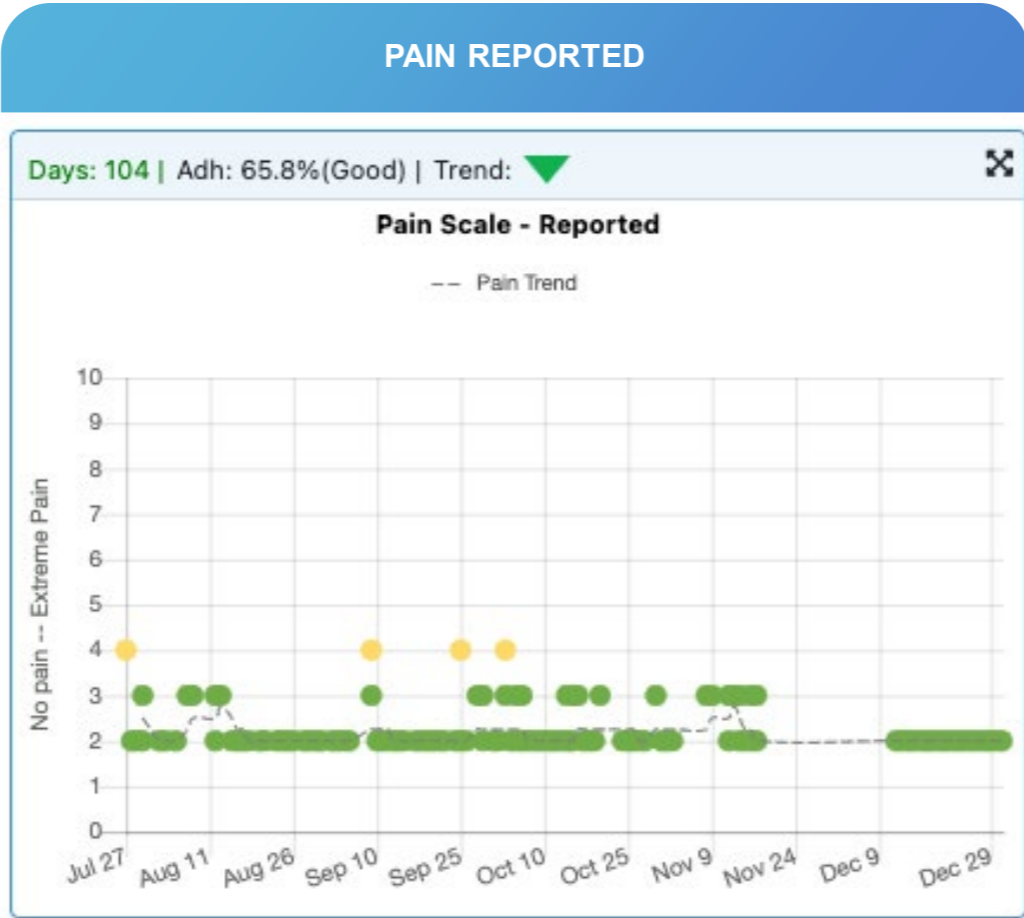 PAIN REPORTED
Days: 104 | Adh: 65.8%(Good) | Trend:
Pain Scale - Reported
-- Pain Trend
No pain -- Extreme Pain
10
9
8
7
6
5
4
3
2
1
0
Jul 27 Aug 11 Aug 26 Sep 10 Sep 25 Oct 10 Oct 25 Nov 9 Nov 24 Dec 9 Dec 29